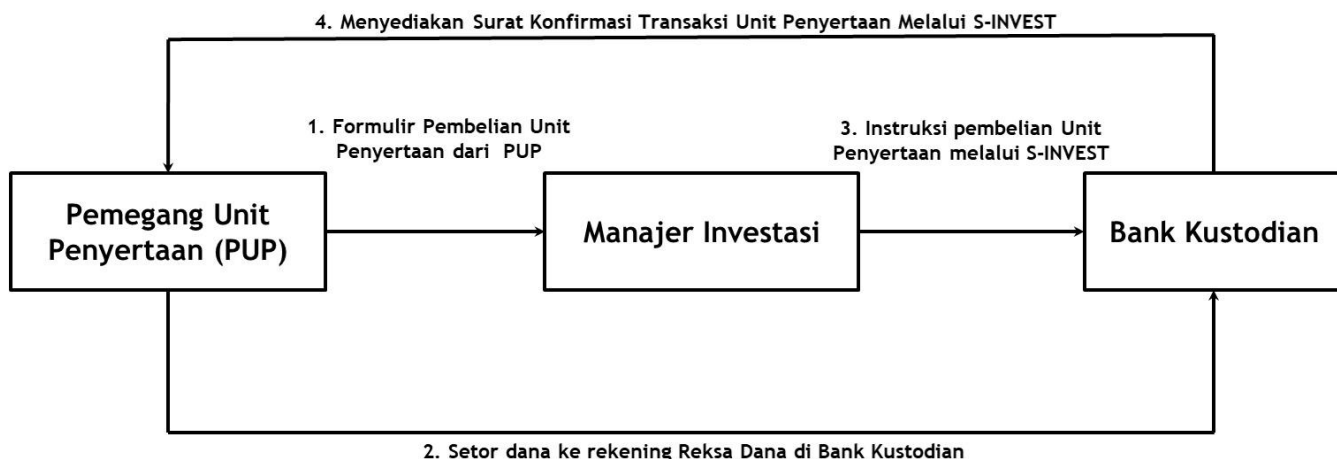 4. Menyediakan Surat Konfirmasi Transaksi Unit Penyertaan Melalui S-INVEST
1. Formulir Pembelian Unit
Penyertaan dari PUP
3. Instruksi pembelian Unit
Penyertaan melalui S-INVEST
Pemegang Unit
Penyertaan (PUP)
Manajer Investasi
Bank Kustodian
2. Setor dana ke rekening Reksa Dana di Bank Kustodian